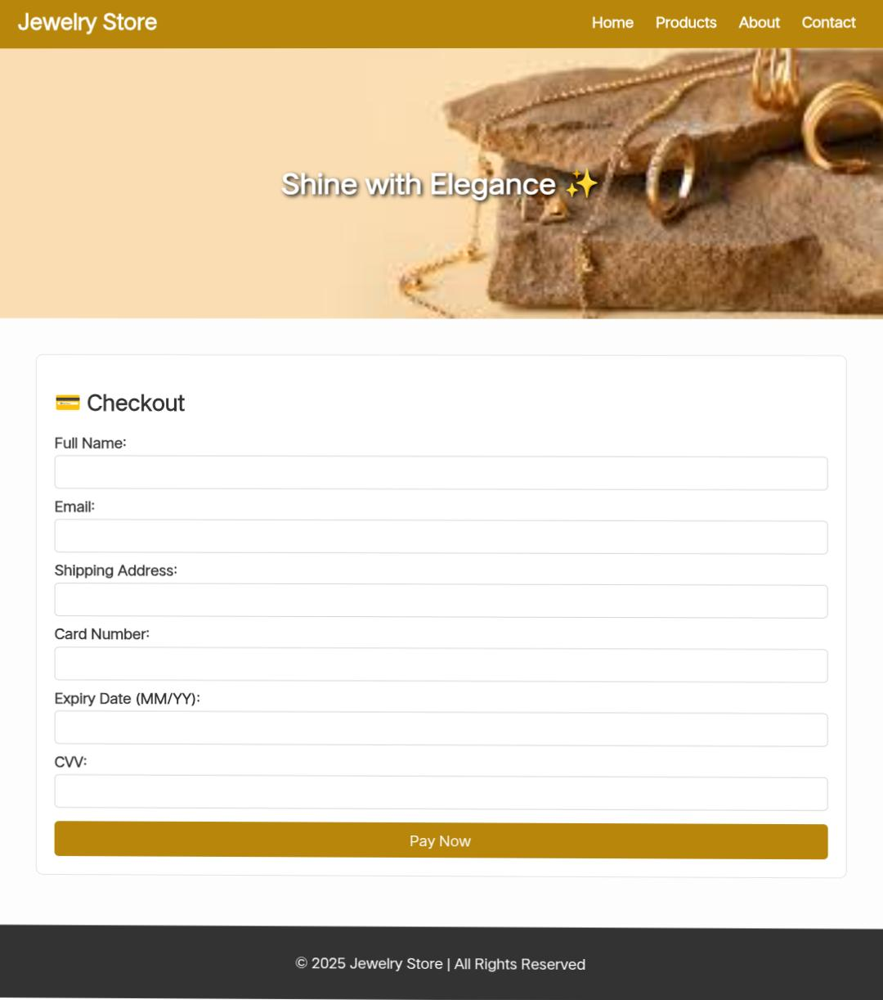 Jewelry Store
Home Products About Contact
Shine with Elegance ✨
💳 Checkout
Full Name:
Email:
Shipping Address:
Card Number:
Expiry Date (MM/YY):
CVV:
Pay Now
© 2025 Jewelry Store | All Rights Reserved